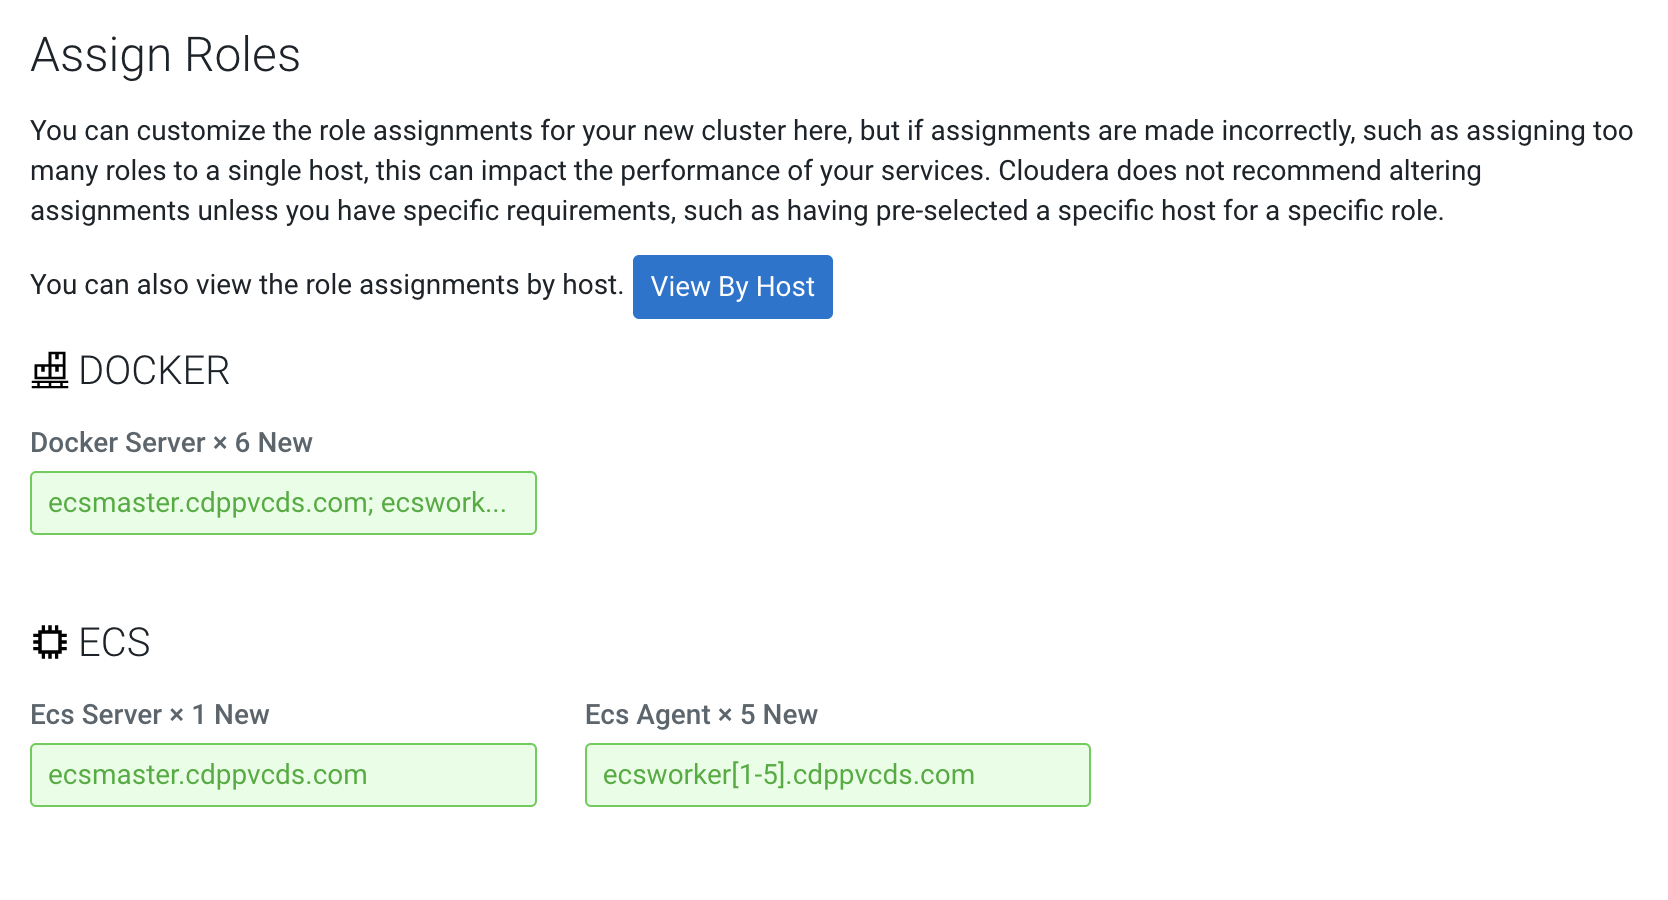 Assign Roles
You can customize the role assignments for your new cluster here, but if assignments are made incorrectly, such as assigning too
many roles to a single host, this can impact the performance of your services. Cloudera does not recommend altering
assignments unless you have specific requirements, such as having pre-selected a specific host for a specific role.
You can also view the role assignments by host. View By Host
DOCKER
Docker Server × 6 New
ecsmaster.cdppvcds.com; ecswork...
ECS
Ecs Server × 1 New
ecsmaster.cdppvcds.com
Ecs Agent × 5 New
ecsworker[1-5].cdppvcds.com